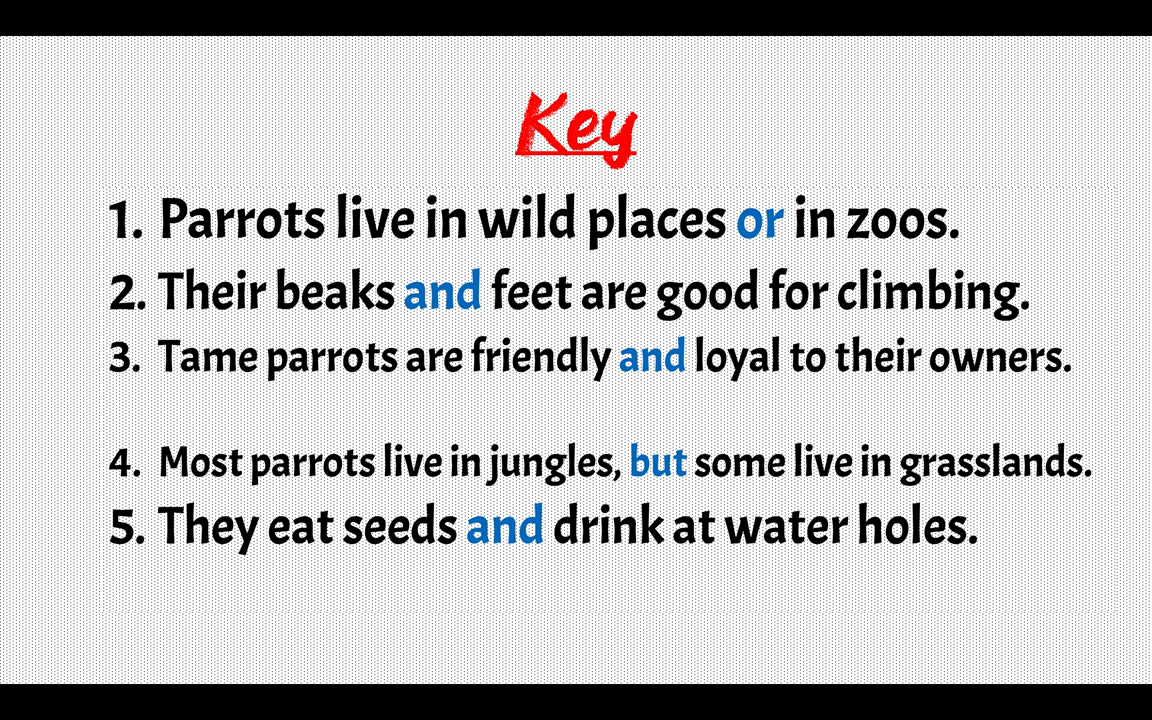 Key
1. Parrots live in wild places or in zoos.
2. Their beaks and feet are good for climbing.
3. Tame parrots are friendly and loyal to their owners.
4. Most parrots live in jungles, but some live in grasslands.
5. They eat seeds and drink at water holes.